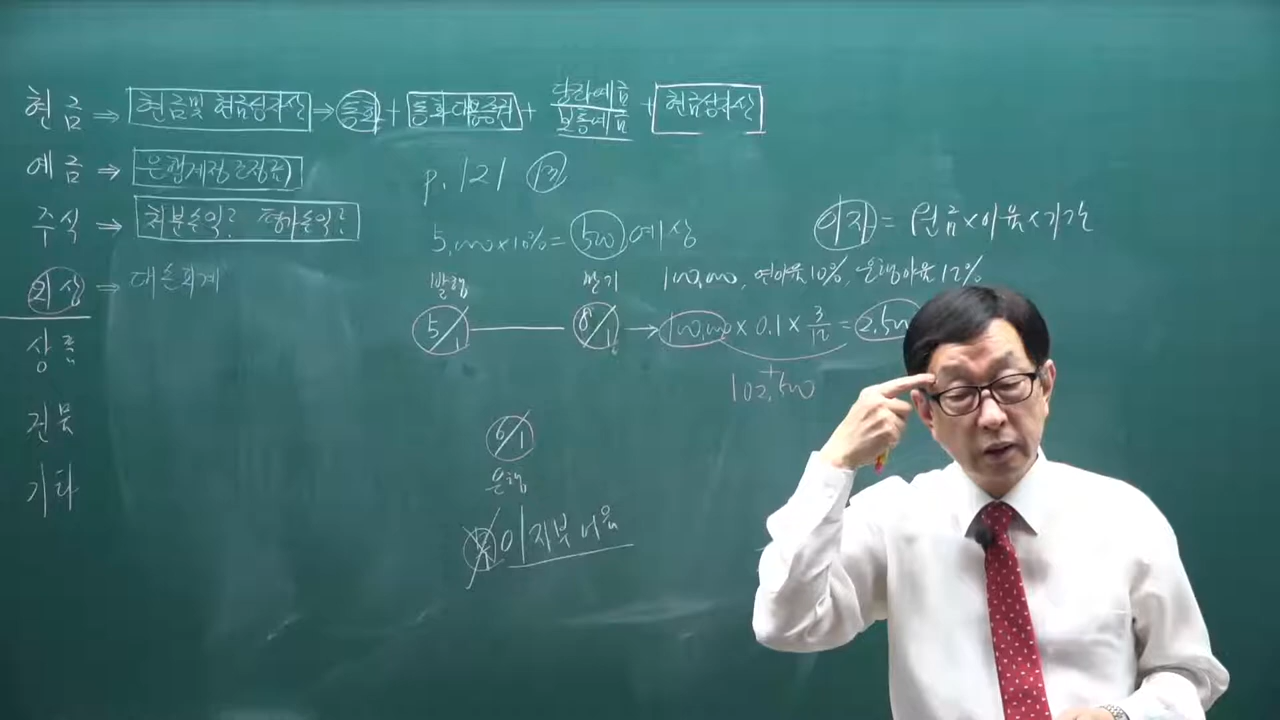 현금 ⇒ 현금및 현금성자산 ⇒ 통화 + 통화대용증권 + 당좌예금 보통예금 + 현금성자산
예금 ⇒ 은행계정조정표)
주식 ⇒ 처분손익? 평가손익?
외상 ⇒ 대손회계
상품
건물
기타
p. 121
5,000×10%= 500, 예상
이자 = 원금×이율×기간
발행 만기 100,000, 연이율 10%, 은행이율 12%
5/1 8/1 → 100,000 × 0.1 × 3/12 = 2,500
+
102,500
6/1
은행
이자부 어음